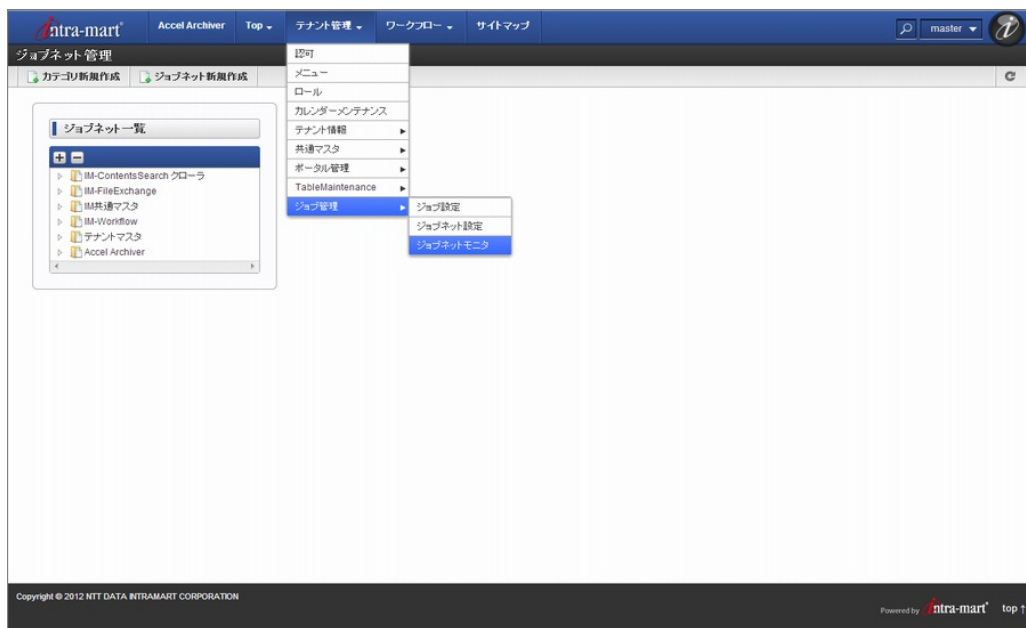 intra-mart
Accel Archiver
Top
テナント管理
ワークフロー
サイトマップ
master
ジョブネット管理
カテゴリ新規作成
ジョブネット新規作成
認可
メニュー
ロール
カレンダーメンテナンス
テナント情報
共通マスタ
ポータル管理
TableMaintenance
ジョブ管理
ジョブ設定
ジョブネット設定
ジョブネットモニタ
ジョブネット一覧
IM-ContentsSearch クローラ
IM-FileExchange
IM共通マスタ
IM-Workflow
テナントマスタ
Accel Archiver
Copyright © 2012 NTT DATA INTRAMART CORPORATION
Powered by intra-mart
top ↑